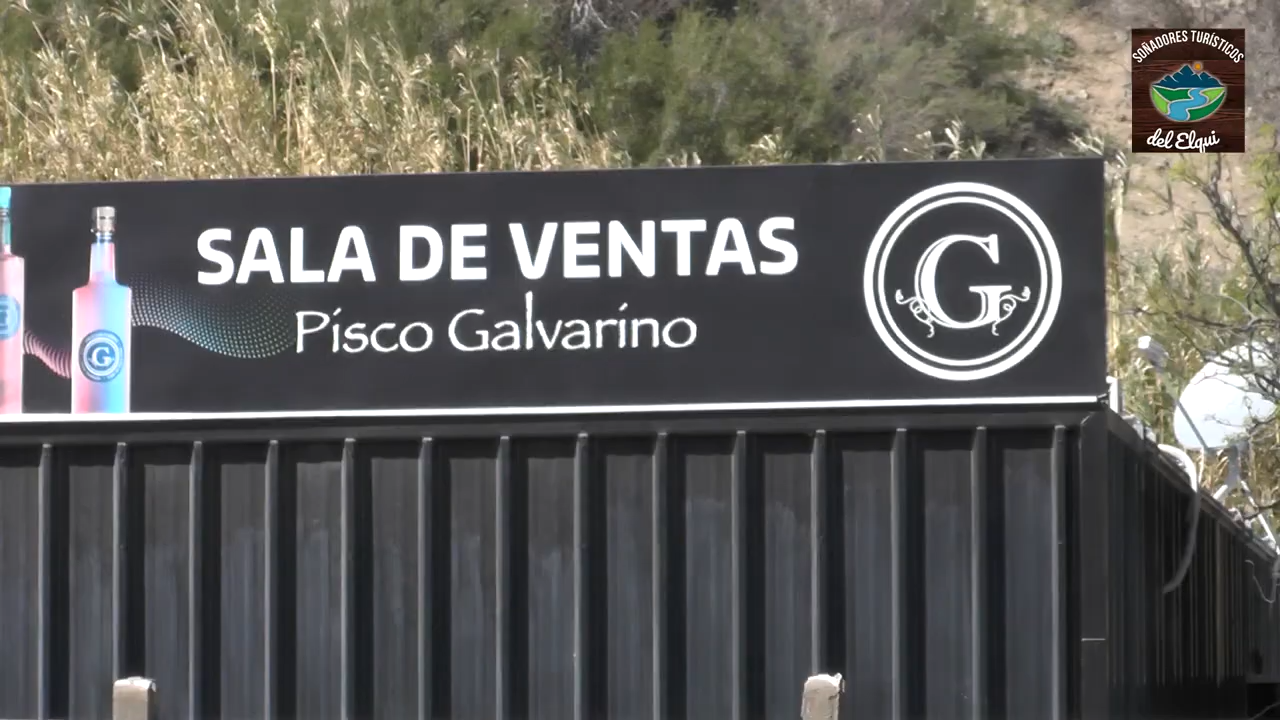 SOÑADORES TURÍSTICOS
del Elqui
SALA DE VENTAS
Pisco Galvarino
G
G